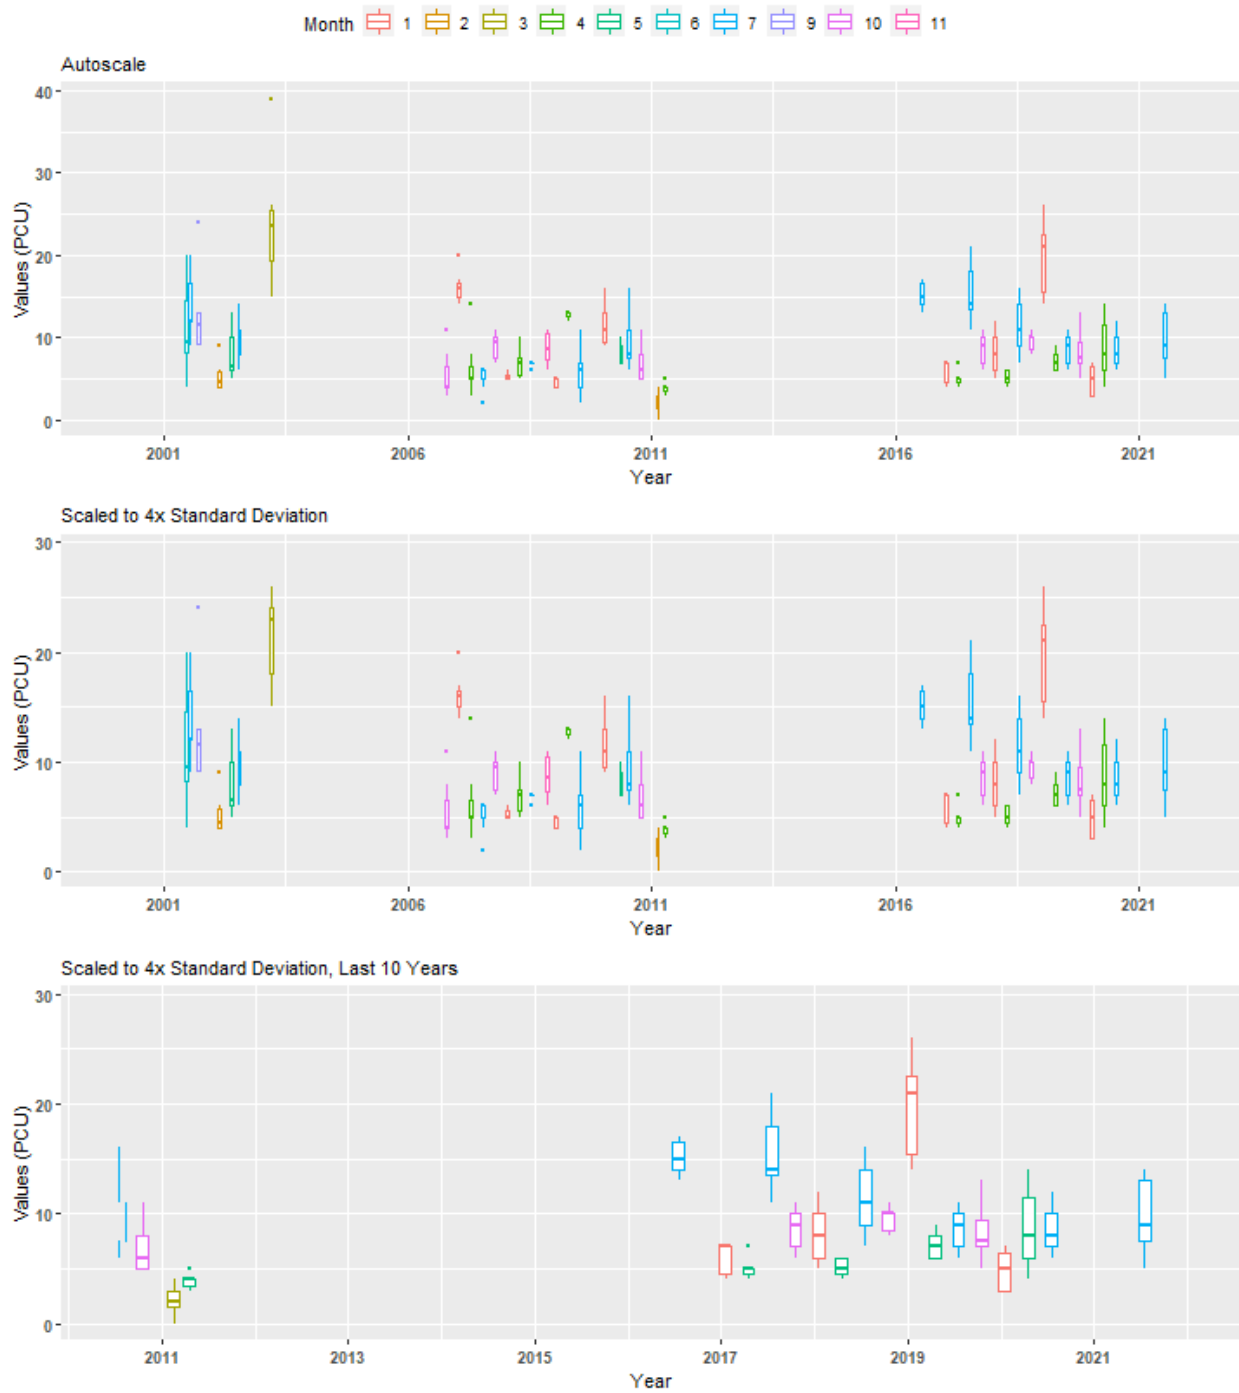 Month 1 2 3 4 5 6 7 9 10 11
Autoscale
Values (PCU)
40
30
20
10
0
2001 2006 2011 2016 2021
Year
Scaled to 4x Standard Deviation
Values (PCU)
30
20
10
0
2001 2006 2011 2016 2021
Year
Scaled to 4x Standard Deviation, Last 10 Years
Values (PCU)
30
20
10
0
2011 2013 2015 2017 2019 2021
Year